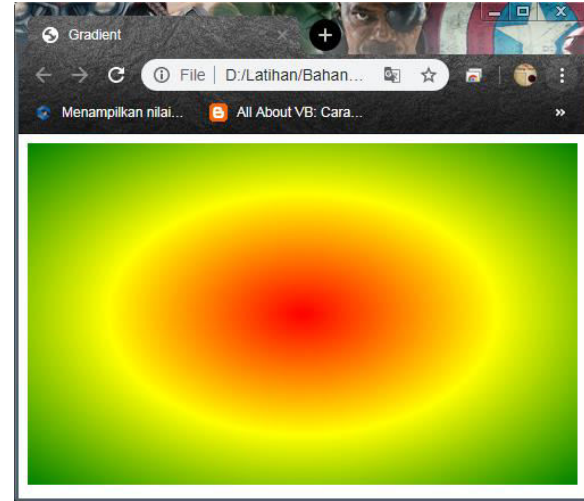 Gradient
File D:/Latihan/Bahan...
Menampilkan nilai... All About VB: Cara...